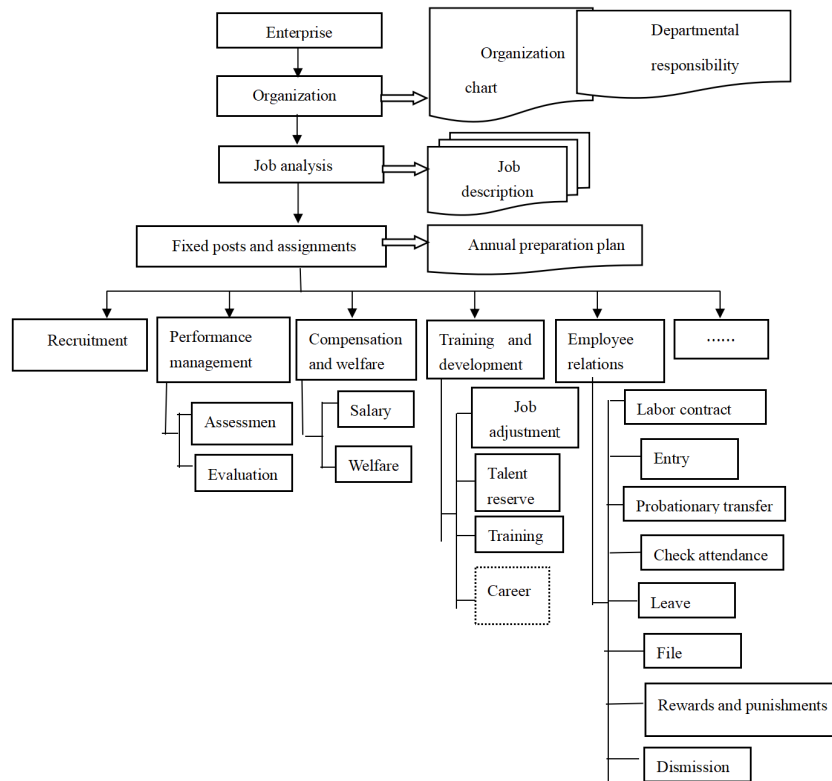 Enterprise
Organization
chart
Departmental
responsibility
Organization
Job analysis
Job
description
Fixed posts and assignments
Annual preparation plan
Recruitment
Performance
management
Compensation
and welfare
Training and
development
Employee
relations
......
Assessmen
Evaluation
Salary
Welfare
Job
adjustment
Talent
reserve
Training
Career
Labor contract
Entry
Probationary transfer
Check attendance
Leave
File
Rewards and punishments
Dismission